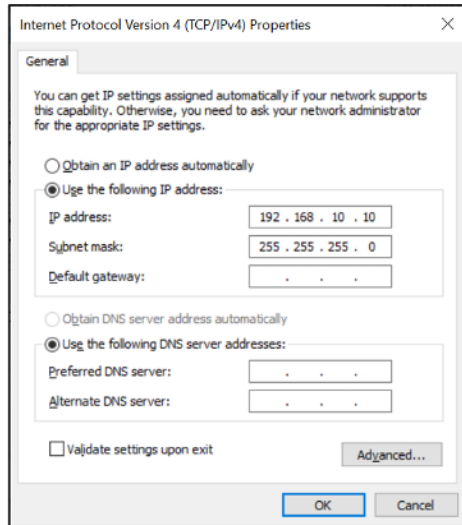 Internet Protocol Version 4 (TCP/IPv4) Properties
General
You can get IP settings assigned automatically if your network supports
this capability. Otherwise, you need to ask your network administrator
for the appropriate IP settings.
Obtain an IP address automatically
Use the following IP address:
IP address: 192 . 168 . 10 . 10
Subnet mask: 255 . 255 . 255 . 0
Default gateway: . . .
Obtain DNS server address automatically
Use the following DNS server addresses:
Preferred DNS server: . . .
Alternate DNS server: . . .
Validate settings upon exit
Advanced...
OK Cancel